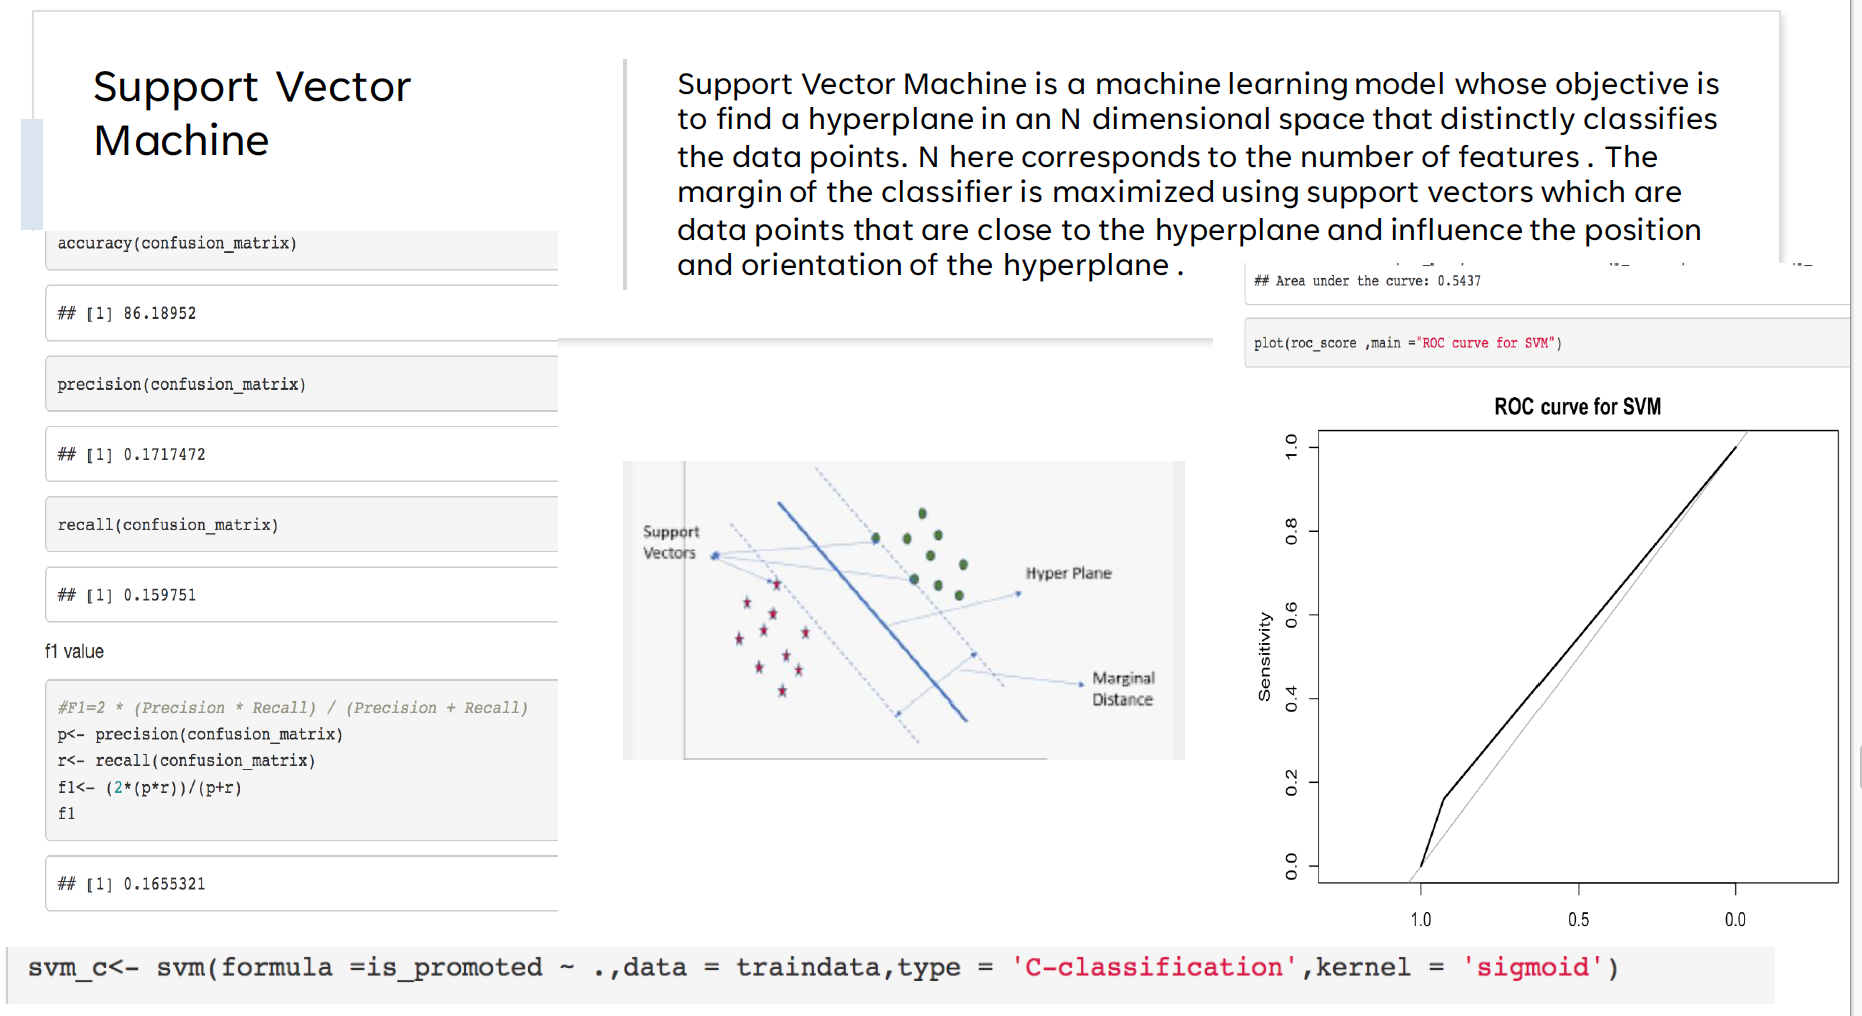 Support Vector
Machine
Support Vector Machine is a machine learning model whose objective is
to find a hyperplane in an N dimensional space that distinctly classifies
the data points. N here corresponds to the number of features . The
margin of the classifier is maximized using support vectors which are
data points that are close to the hyperplane and influence the position
and orientation of the hyperplane .
accuracy(confusion_matrix)
## [1] 86.18952
precision(confusion_matrix)
## [1] 0.1717472
recall(confusion_matrix)
## [1] 0.159751
f1 value
#F1=2 * (Precision * Recall) / (Precision + Recall)
p<- precision(confusion_matrix)
r<- recall(confusion_matrix)
f1<- (2*(p*r))/(p+r)
f1
## [1] 0.1655321
Support
Vectors
Hyper Plane
Marginal
Distance
## Area under the curve: 0.5437
plot(roc_score ,main ="ROC curve for SVM")
ROC curve for SVM
Sensitivity
1.0
0.8
0.6
0.4
0.2
0.0
1.0 0.5 0.0
svm_c<- svm(formula =is_promoted ~ .,data = traindata,type = 'C-classification',kernel = 'sigmoid')